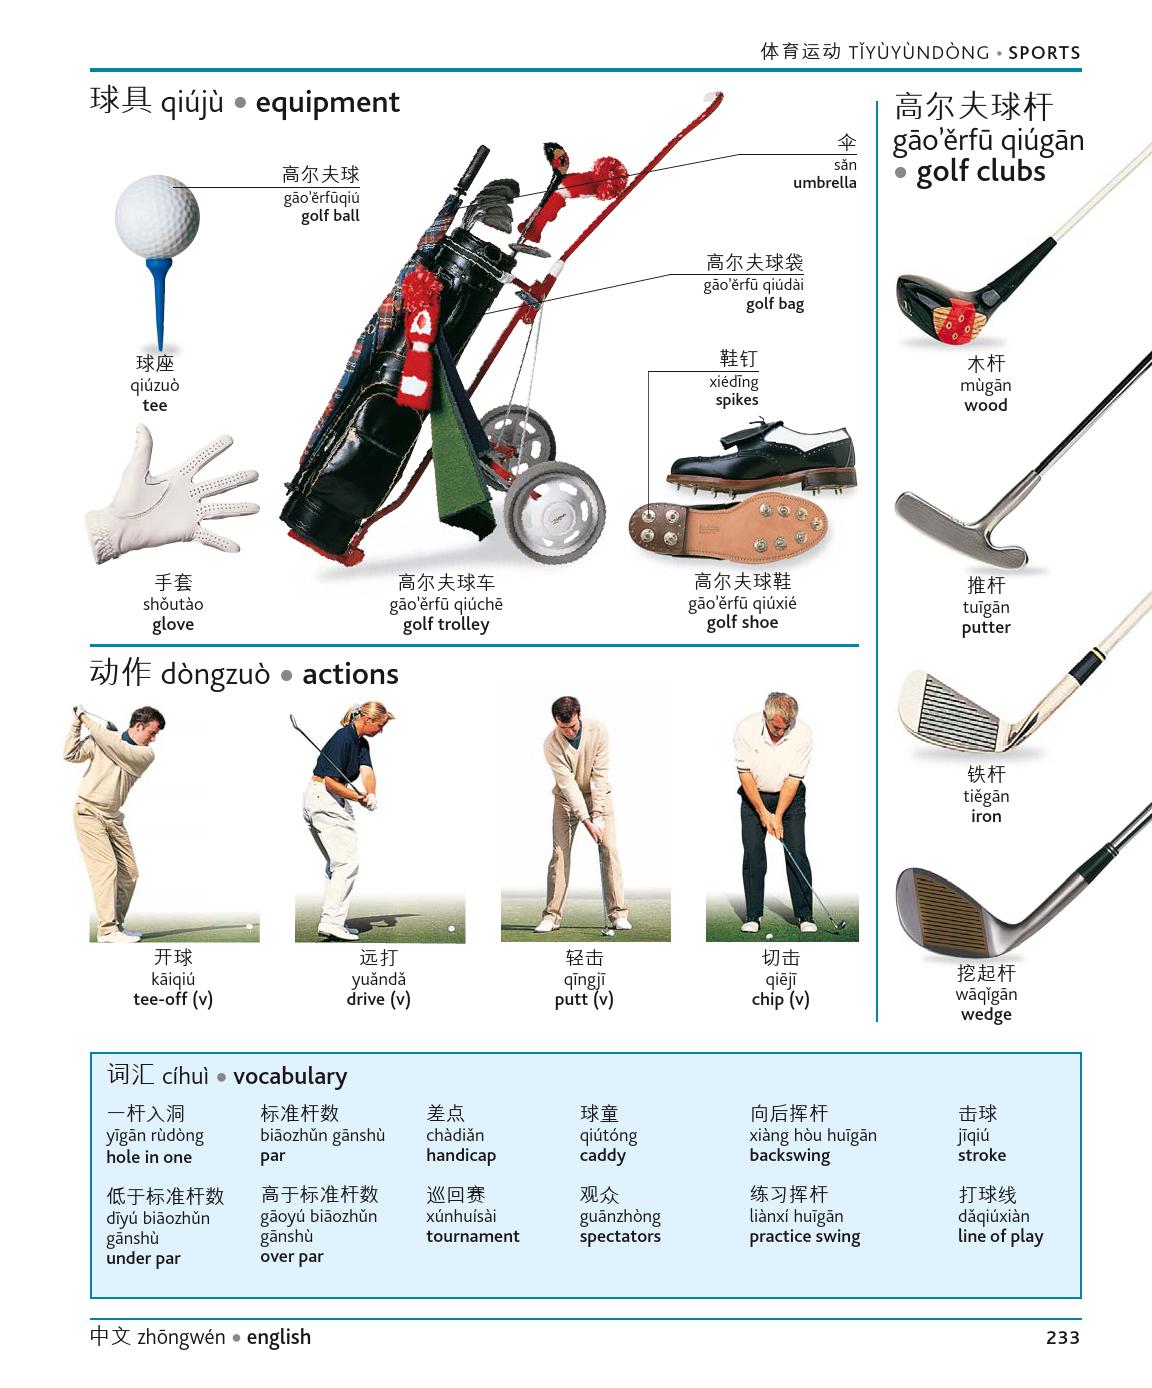 体育运动 TǏYÙYÙNDÒNG • SPORTS
球具 qiújù • equipment
高尔夫球
gāo’ěrfūqiú
golf ball
球座
qiúzuò
tee
伞
sǎn
umbrella
高尔夫球袋
gāo’ěrfū qiúdài
golf bag
鞋钉
xiédīng
spikes
手套
shǒutào
glove
高尔夫球车
gāo’ěrfū qiúchē
golf trolley
高尔夫球鞋
gāo’ěrfū qiúxié
golf shoe
高尔夫球杆
gāo’ěrfū qiúgān
• golf clubs
木杆
mùgān
wood
推杆
tuīgān
putter
铁杆
tiěgān
iron
挖起杆
wāqǐgān
wedge
动作 dòngzuò • actions
开球
kāiqiú
tee-off (v)
远打
yuǎndǎ
drive (v)
轻击
qīngjī
putt (v)
切击
qiējī
chip (v)
词汇 cíhuì • vocabulary
一杆入洞
yīgān rùdòng
hole in one
低于标准杆数
dīyú biāozhǔn
gānshù
under par
标准杆数
biāozhǔn gānshù
par
高于标准杆数
gāoyú biāozhǔn
gānshù
over par
差点
chàdiǎn
handicap
巡回赛
xúnhuísài
tournament
球童
qiútóng
caddy
观众
guānzhòng
spectators
向后挥杆
xiàng hòu huīgān
backswing
练习挥杆
liànxí huīgān
practice swing
击球
jīqiú
stroke
打球线
dǎqiúxiàn
line of play
中文 zhōngwén • english
233